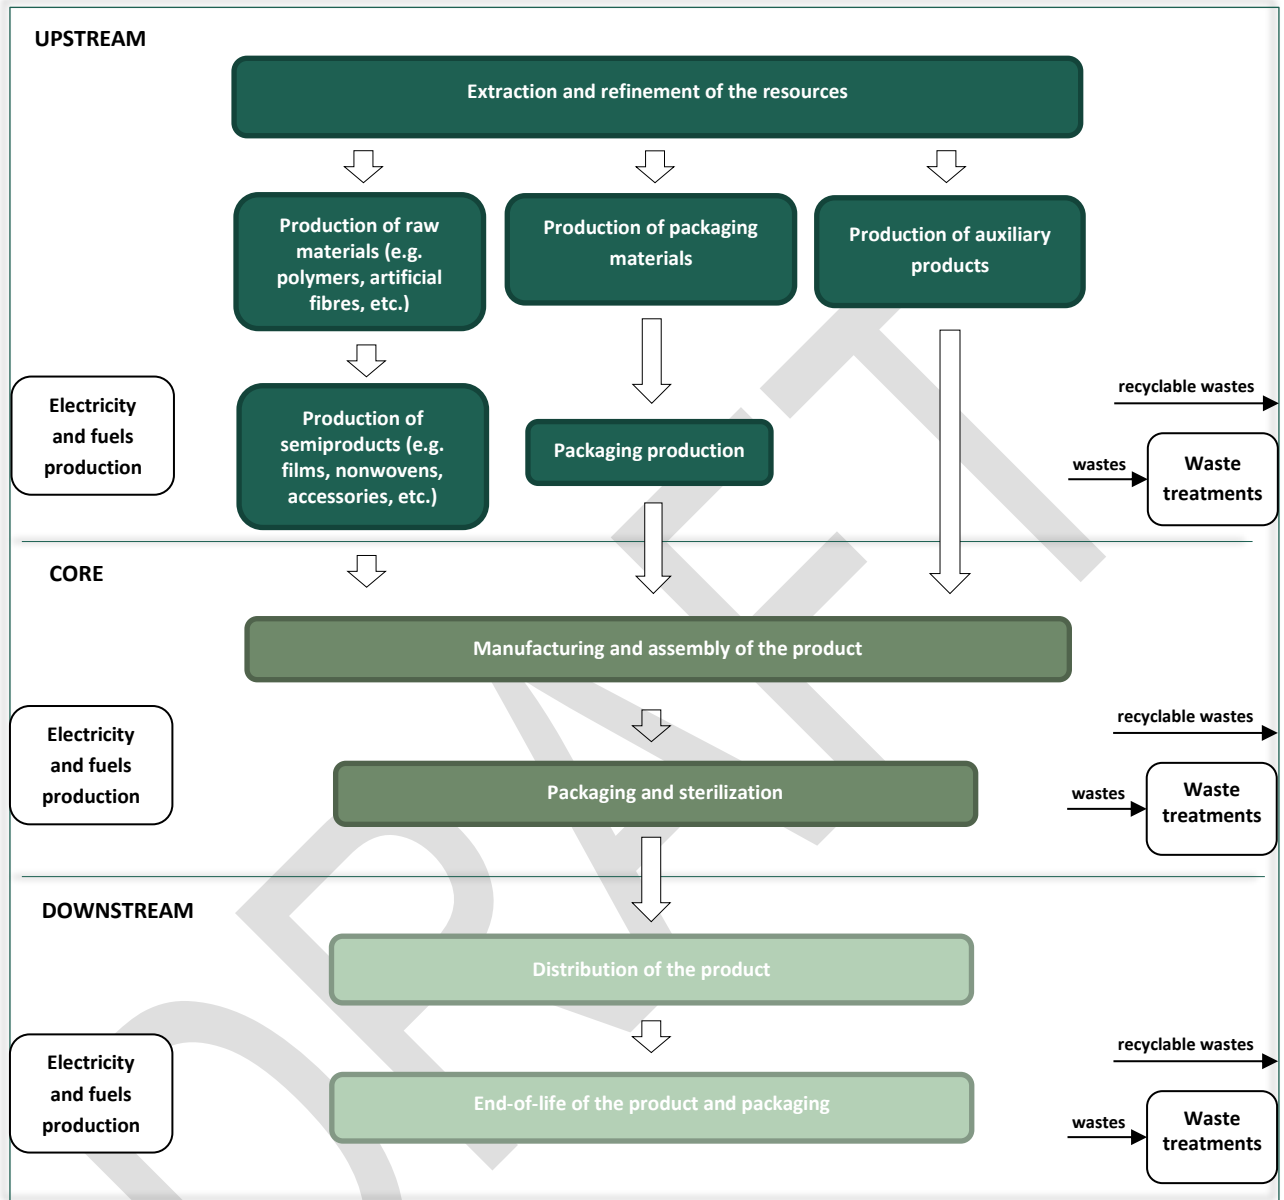 UPSTREAM
Extraction and refinement of the resources
Production of raw
materials (e.g.
polymers, artificial
fibres, etc.)
Production of packaging
materials
Production of auxiliary
products
Electricity
and fuels
production
Production of
semiproducts (e.g.
films, nonwovens,
accessories, etc.)
Packaging production
recyclable wastes
wastes
Waste
treatments
CORE
Manufacturing and assembly of the product
Electricity
and fuels
production
Packaging and sterilization
recyclable wastes
wastes
Waste
treatments
DOWNSTREAM
Distribution of the product
Electricity
and fuels
production
End-of-life of the product and packaging
recyclable wastes
wastes
Waste
treatments
DRAFT